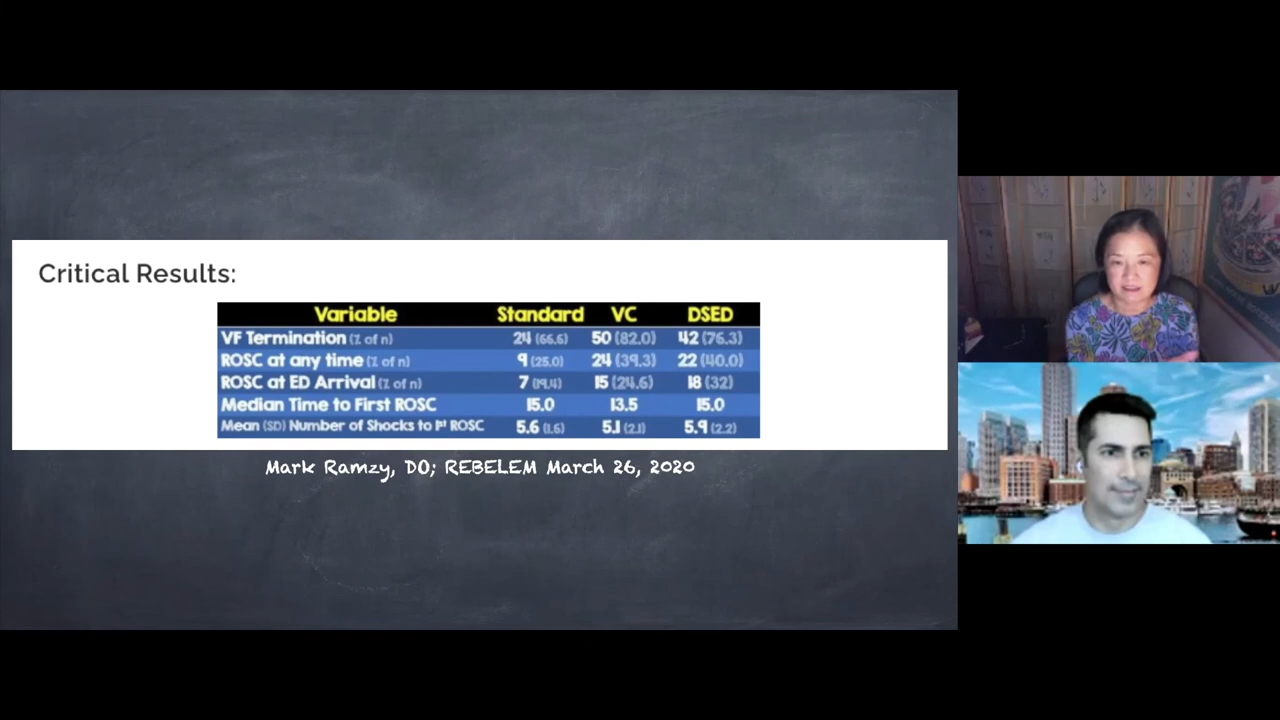 Critical Results:
Variable Standard VC DSED
VF Termination (% of n) 24 (66.6) 50 (82.0) 42 (76.3)
ROSC at any time (% of n) 9 (25.0) 24 (39.3) 22 (40.0)
ROSC at ED Arrival (% of n) 7 (19.4) 15 (24.6) 18 (32)
Median Time to First ROSC 15.0 13.5 15.0
Mean (SD) Number of Shocks to 1st ROSC 5.6 (1.6) 5.1 (2.1) 5.9 (2.2)
Mark Ramzy, DO; REBELEM March 26, 2020